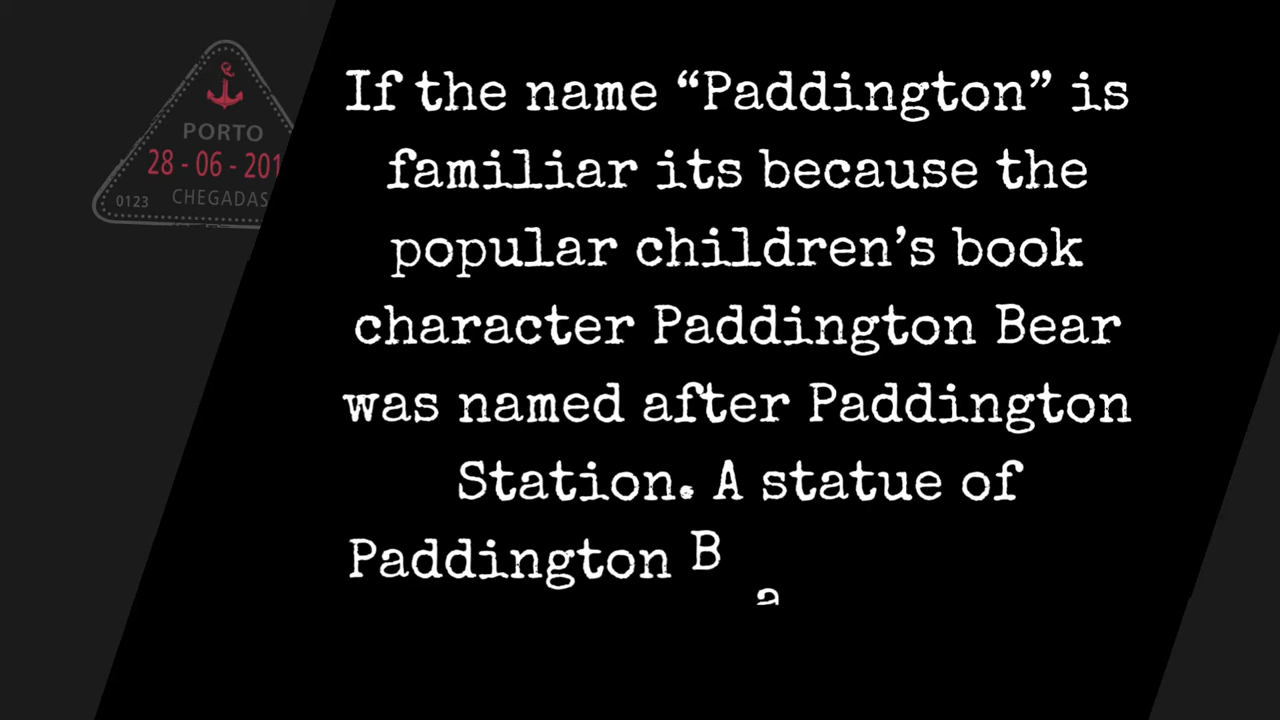 PORTO
28 - 06 - 201
0123 CHEGADAS
If the name “Paddington” is
familiar its because the
popular children’s book
character Paddington Bear
was named after Paddington
Station. A statue of
Paddington B a